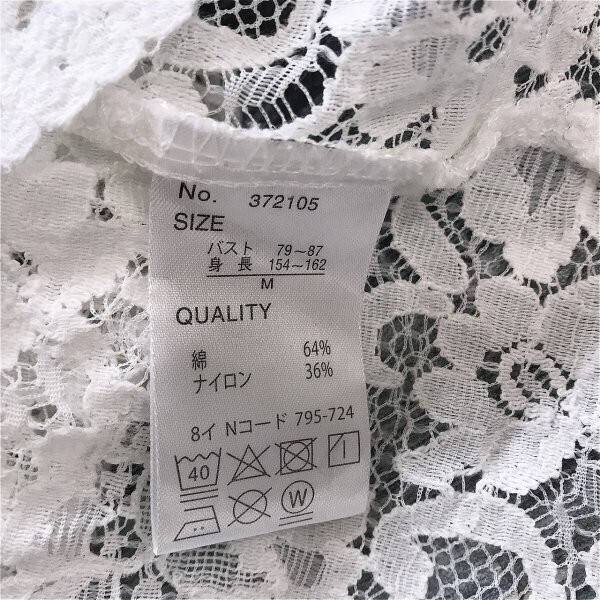 No. 372105
SIZE
バスト 79〜87
身長 154〜162
M
QUALITY
綿 64%
ナイロン 36%
8イ Nコード 795-724
40
W